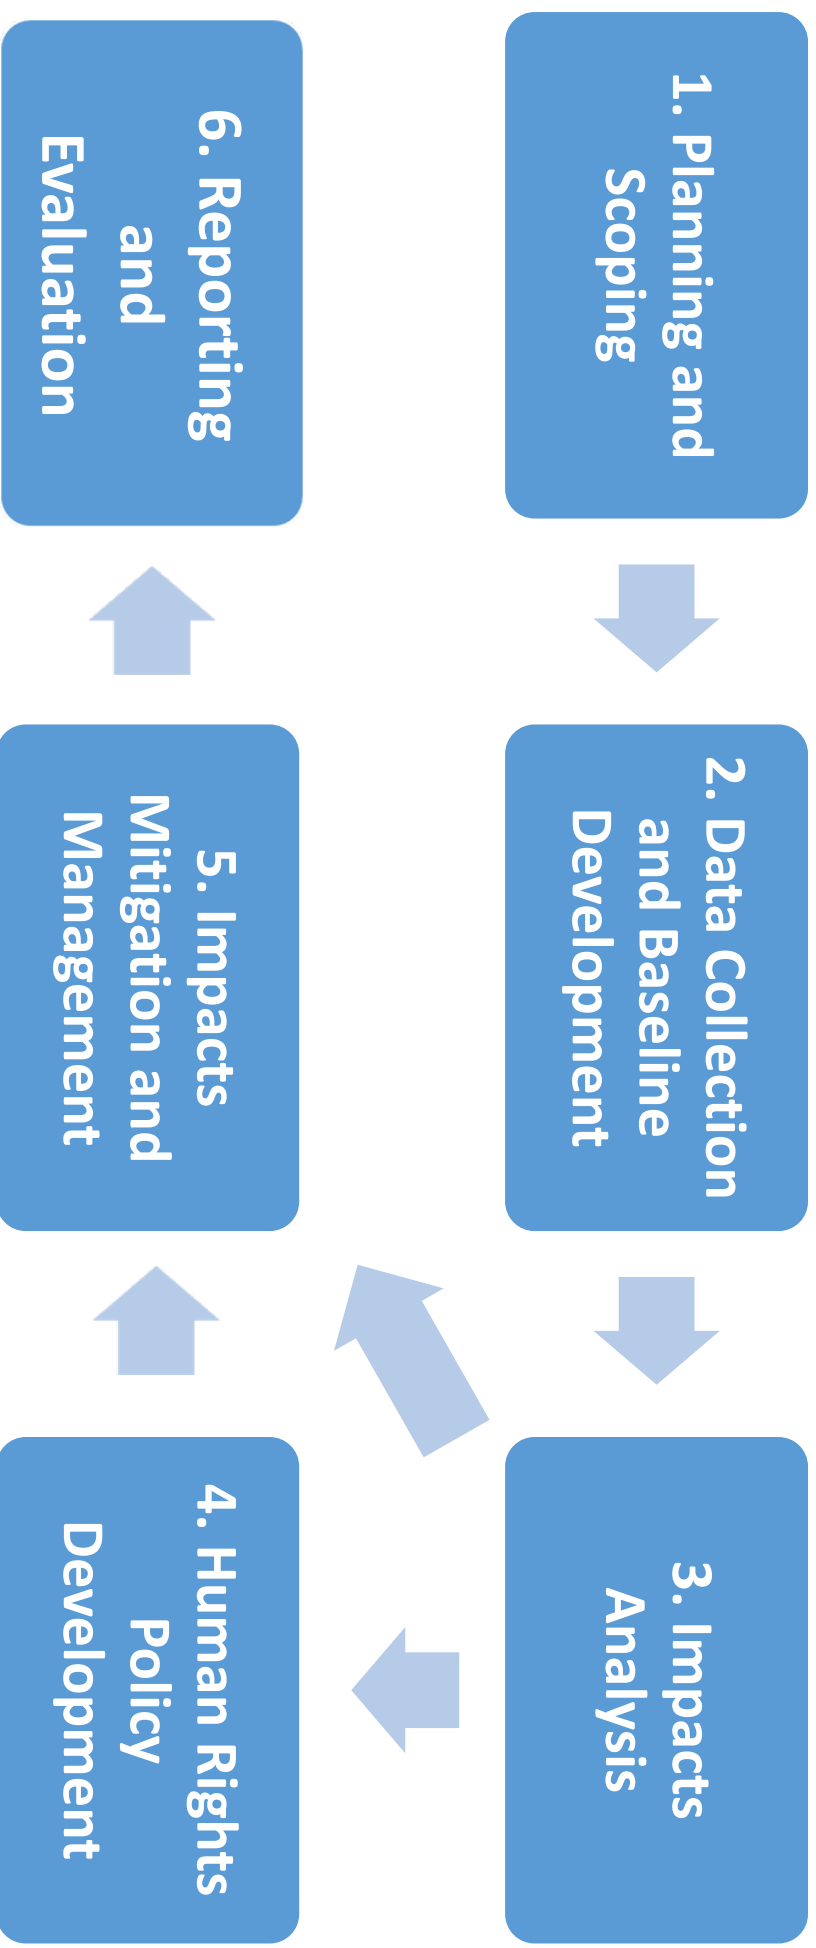 1. Planning and
Scoping
2. Data Collection
and Baseline
Development
3. Impacts
Analysis
4. Human Rights
Policy
Development
5. Impacts
Mitigation and
Management
6. Reporting
and
Evaluation